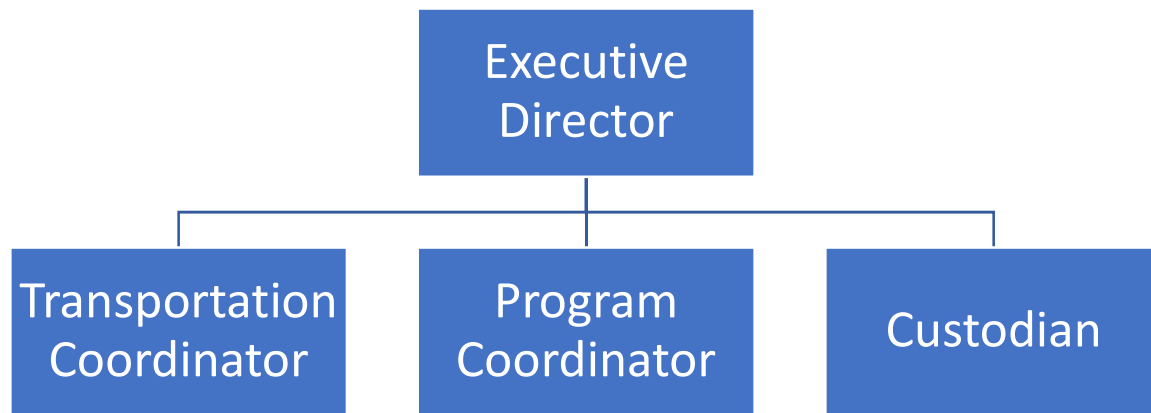 Executive
Director
Transportation
Coordinator
Program
Coordinator
Custodian